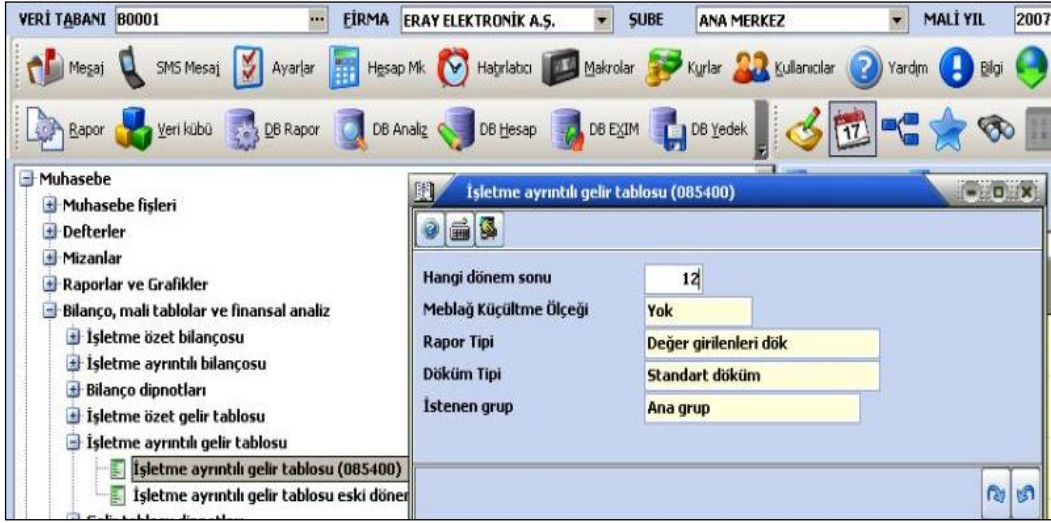 VERİ TABANI B0001 ... FİRMA ERAY ELEKTRONİK A.Ş. ŞUBE ANA MERKEZ MALİ YIL 2007
Mesaj SMS Mesaj Ayarlar Hesap Mk Hatırlatıcı Makrolar Kurlar Kullanıcılar Yardım Bilgi
Rapor Veri kübü DB Rapor DB Analiz DB Hesap DB EXIM DB Yedek 17
Muhasebe
Muhasebe fişleri
Defterler
Mizanlar
Raporlar ve Grafikler
Bilanço, mali tablolar ve finansal analiz
İşletme özet bilançosu
İşletme ayrıntılı bilançosu
Bilanço dipnotları
İşletme özet gelir tablosu
İşletme ayrıntılı gelir tablosu
İşletme ayrıntılı gelir tablosu (085400)
İşletme ayrıntılı gelir tablosu eski döner
Gelir tablosu dipnotları
İşletme ayrıntılı gelir tablosu (085400)
Hangi dönem sonu 12
Meblağ Küçültme Ölçeği Yok
Rapor Tipi Değer girilenleri dök
Döküm Tipi Standart döküm
İstenen grup Ana grup